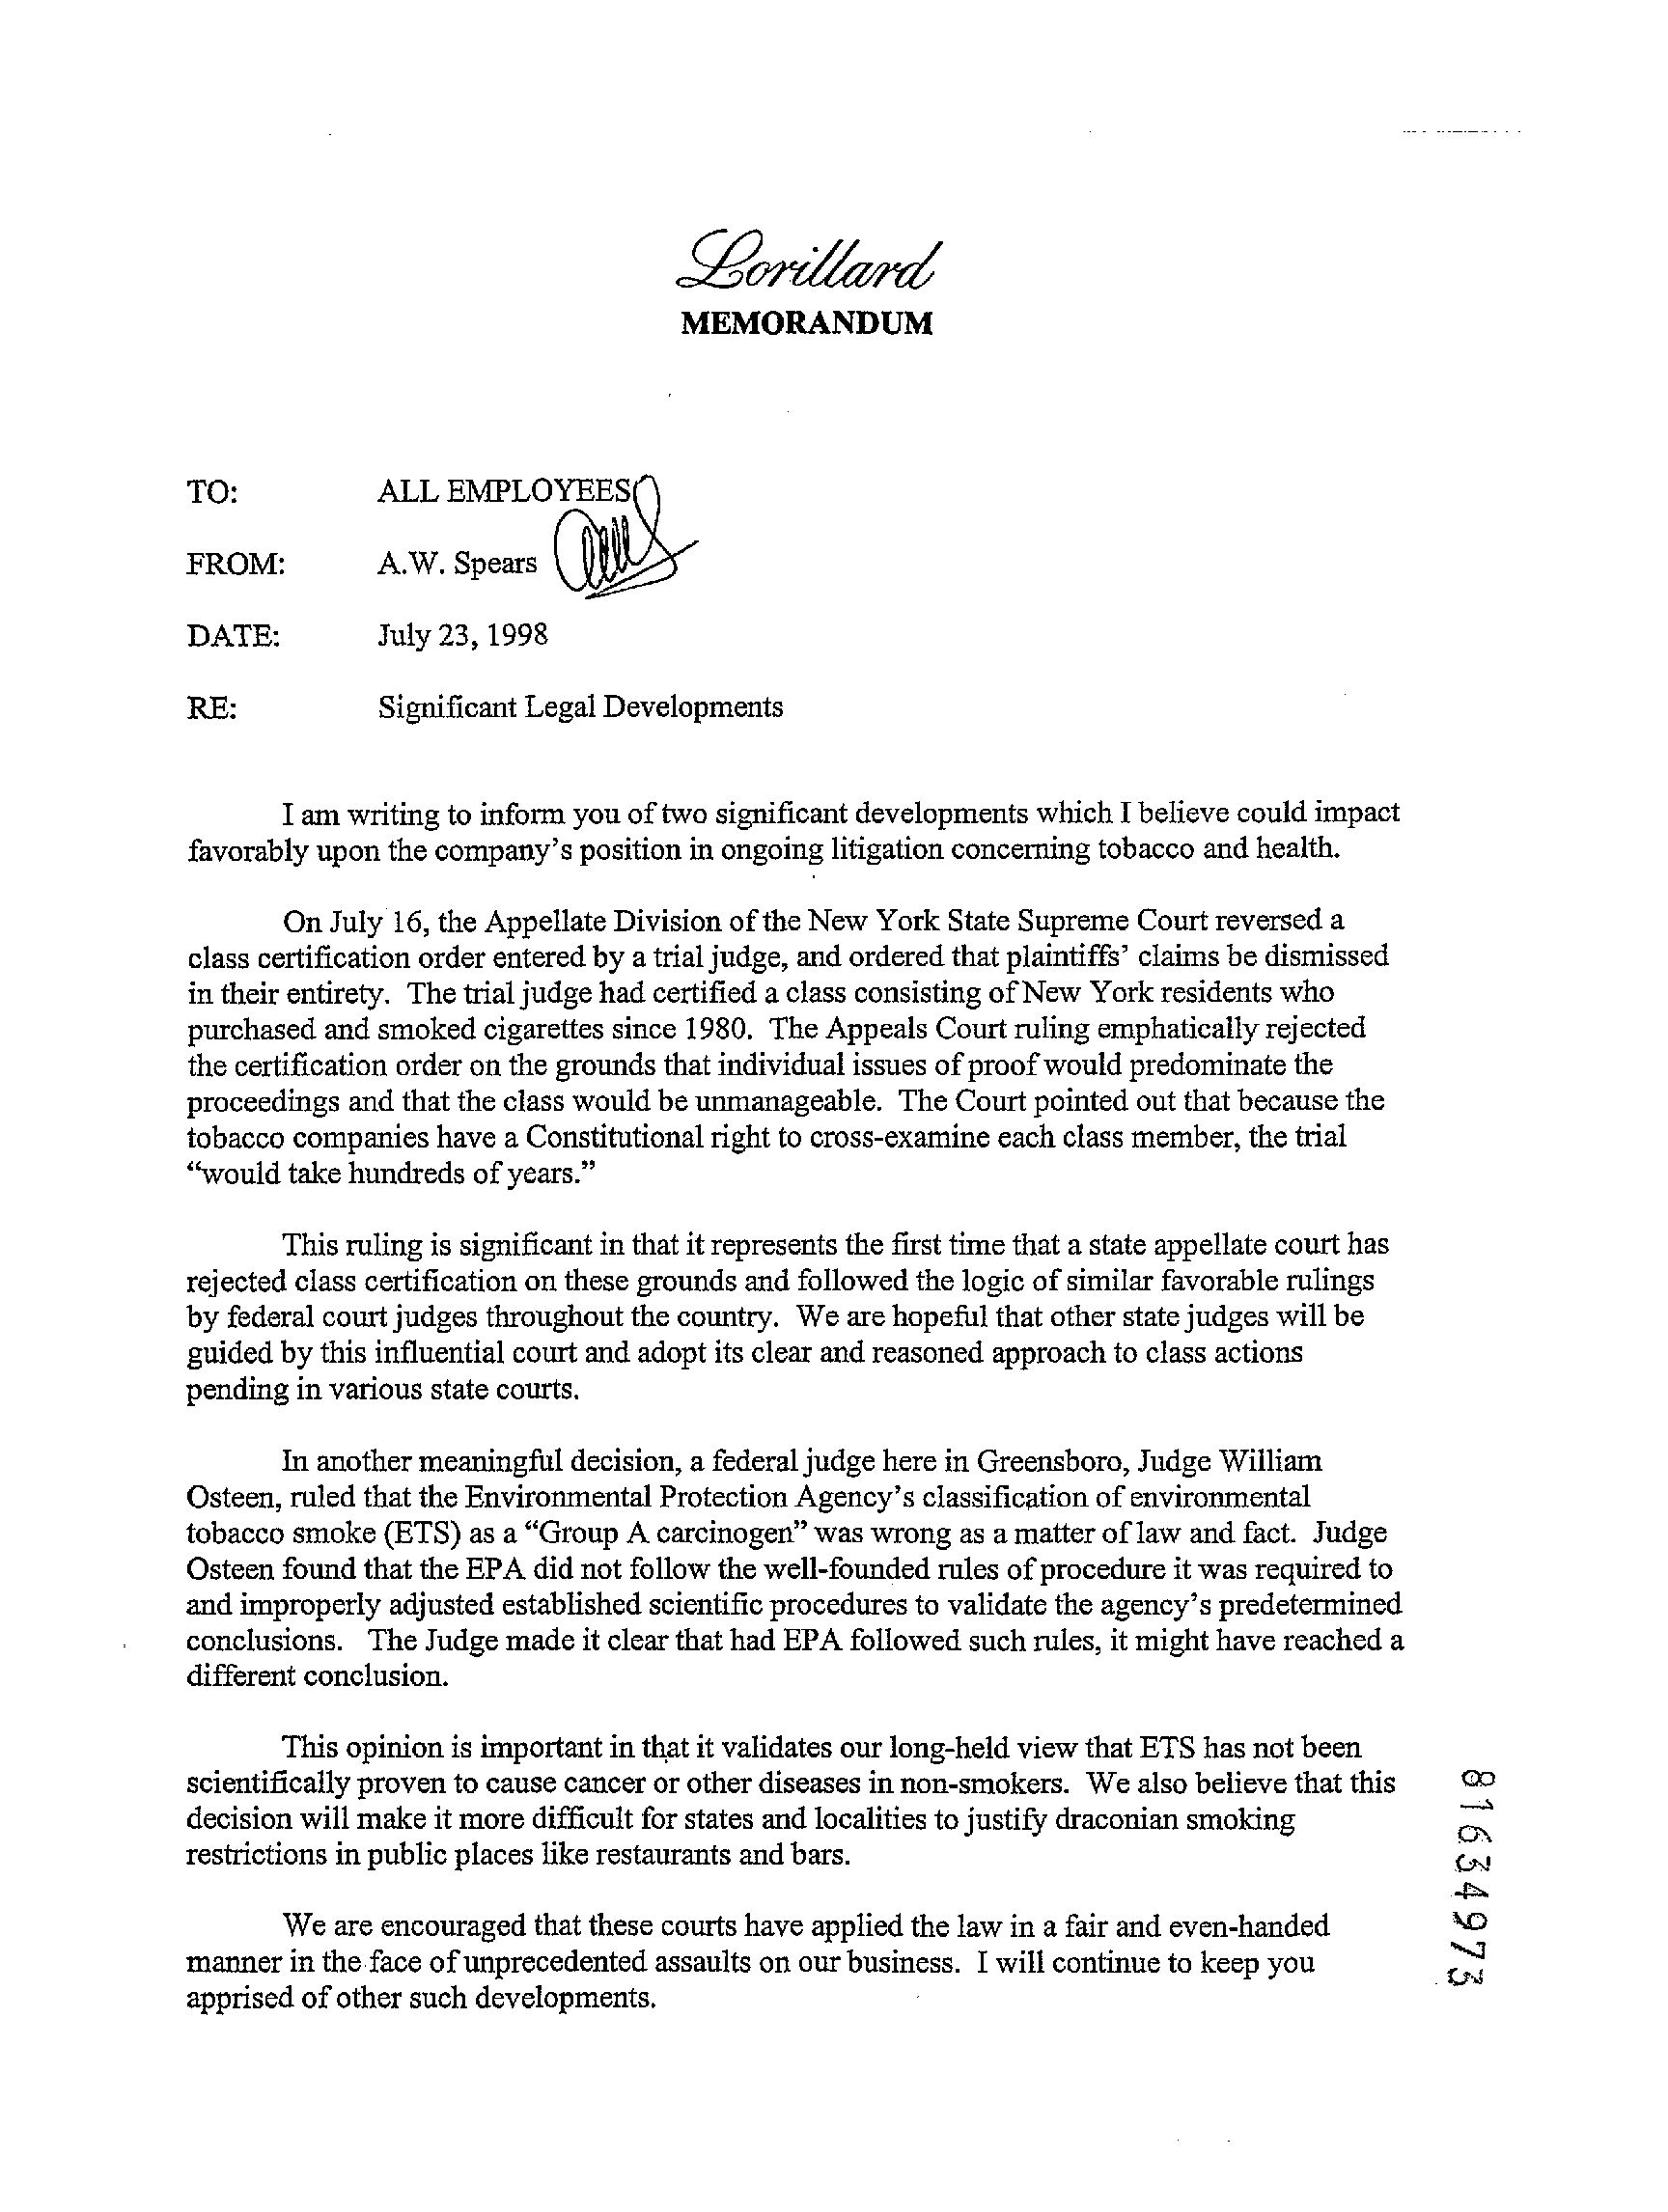 Lorillard
MEMORANDUM
TO: ALL EMPLOYEES
FROM: A.W. Spears
DATE: July 23, 1998
RE: Significant Legal Developments
I am writing to inform you of two significant developments which I believe could impact
favorably upon the company's position in ongoing litigation concerning tobacco and health.
On July 16, the Appellate Division of the New York State Supreme Court reversed a
class certification order entered by a trial judge, and ordered that plaintiffs' claims be dismissed
in their entirety. The trial judge had certified a class consisting of New York residents who
purchased and smoked cigarettes since 1980. The Appeals Court ruling emphatically rejected
the certification order on the grounds that individual issues of proof would predominate the
proceedings and that the class would be unmanageable. The Court pointed out that because the
tobacco companies have a Constitutional right to cross-examine each class member, the trial
“would take hundreds of years.”
This ruling is significant in that it represents the first time that a state appellate court has
rejected class certification on these grounds and followed the logic of similar favorable rulings
by federal court judges throughout the country. We are hopeful that other state judges will be
guided by this influential court and adopt its clear and reasoned approach to class actions
pending in various state courts.
In another meaningful decision, a federal judge here in Greensboro, Judge William
Osteen, ruled that the Environmental Protection Agency's classification of environmental
tobacco smoke (ETS) as a “Group A carcinogen” was wrong as a matter of law and fact. Judge
Osteen found that the EPA did not follow the well-founded rules of procedure it was required to
and improperly adjusted established scientific procedures to validate the agency's predetermined
conclusions. The Judge made it clear that had EPA followed such rules, it might have reached a
different conclusion.
This opinion is important in that it validates our long-held view that ETS has not been
scientifically proven to cause cancer or other diseases in non-smokers. We also believe that this
decision will make it more difficult for states and localities to justify draconian smoking
restrictions in public places like restaurants and bars.
We are encouraged that these courts have applied the law in a fair and even-handed
manner in the face of unprecedented assaults on our business. I will continue to keep you
apprised of other such developments.
81634973